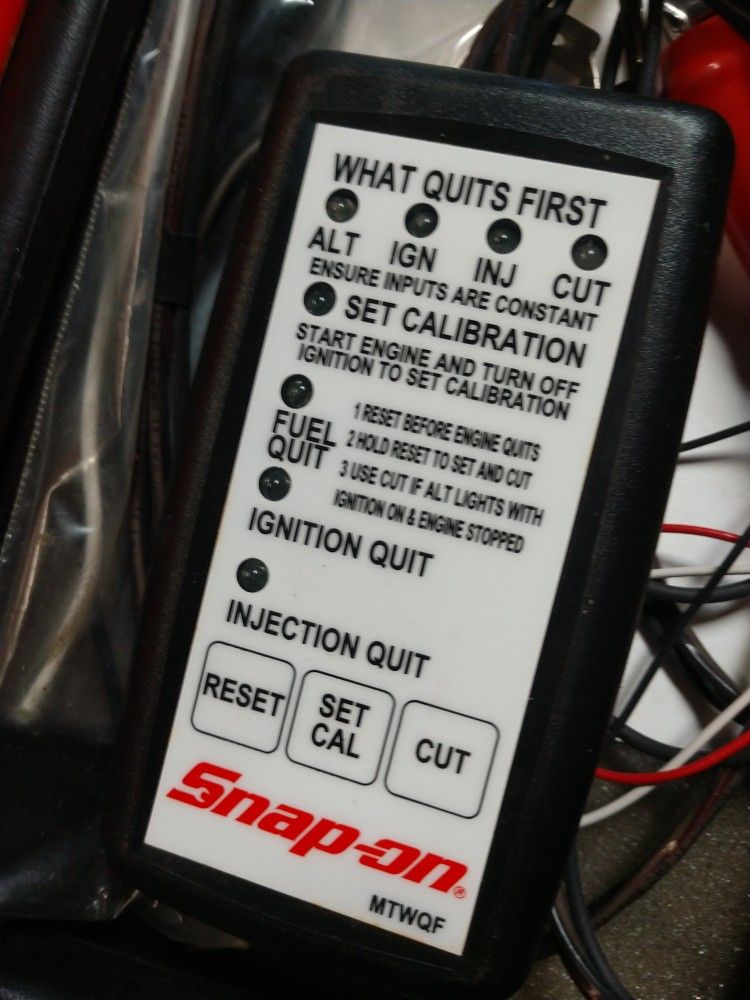 WHAT QUITS FIRST
ALT IGN INJ CUT
ENSURE INPUTS ARE CONSTANT
SET CALIBRATION
START ENGINE AND TURN OFF
IGNITION TO SET CALIBRATION
FUEL
QUIT
1 RESET BEFORE ENGINE QUITS
2 HOLD RESET TO SET AND CUT
3 USE CUT IF ALT LIGHTS WITH
IGNITION ON & ENGINE STOPPED
IGNITION QUIT
INJECTION QUIT
RESET
SET
CAL
CUT
Snap-on®
MTWQF